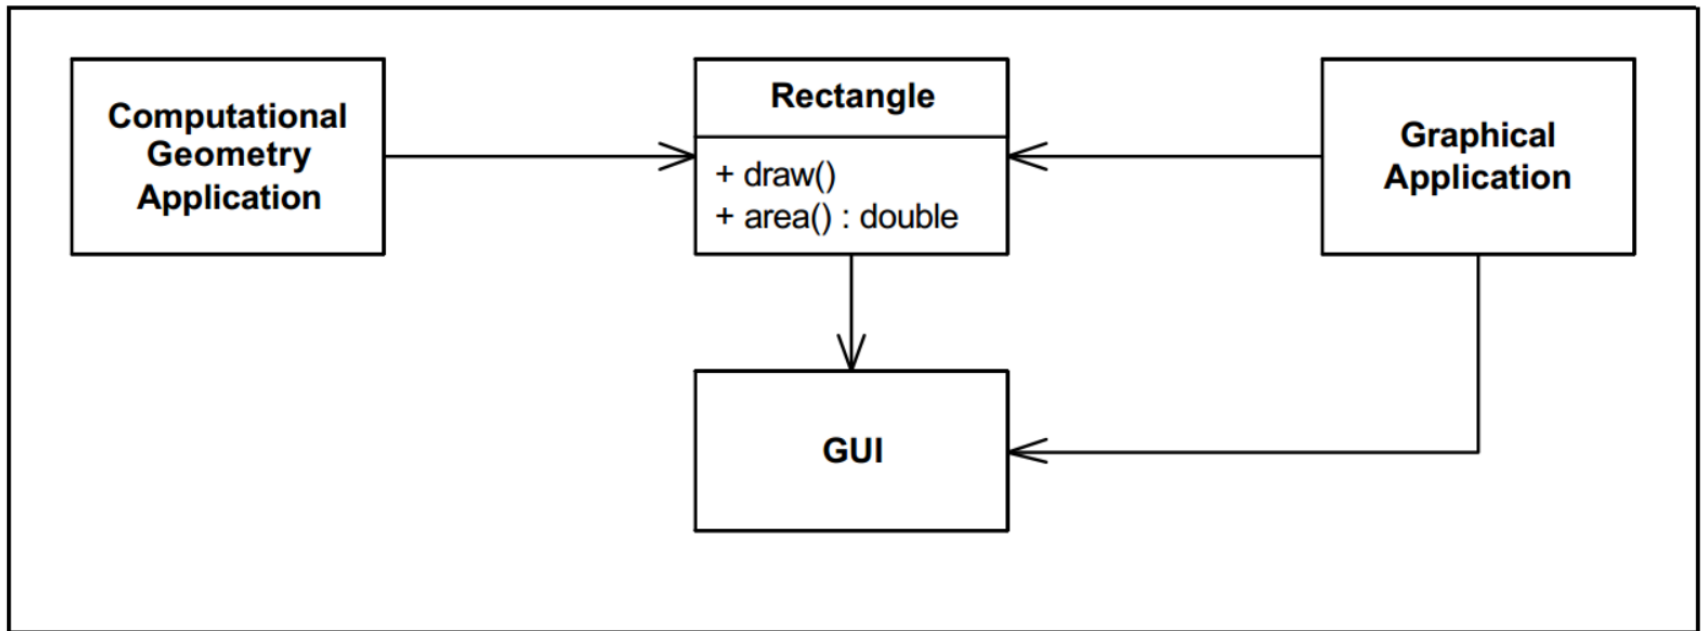 Computational
Geometry
Application
Rectangle
+ draw()
+ area() : double
Graphical
Application
GUI